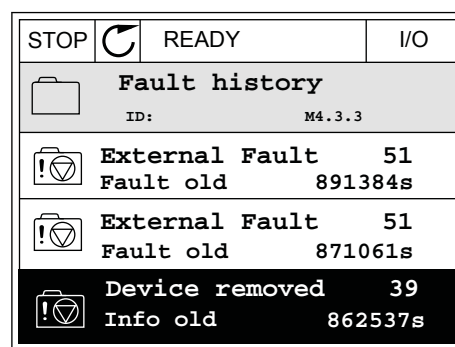 STOP READY I/O
Fault history
ID: M4.3.3
External Fault 51
Fault old 891384s
External Fault 51
Fault old 871061s
Device removed 39
Info old 862537s